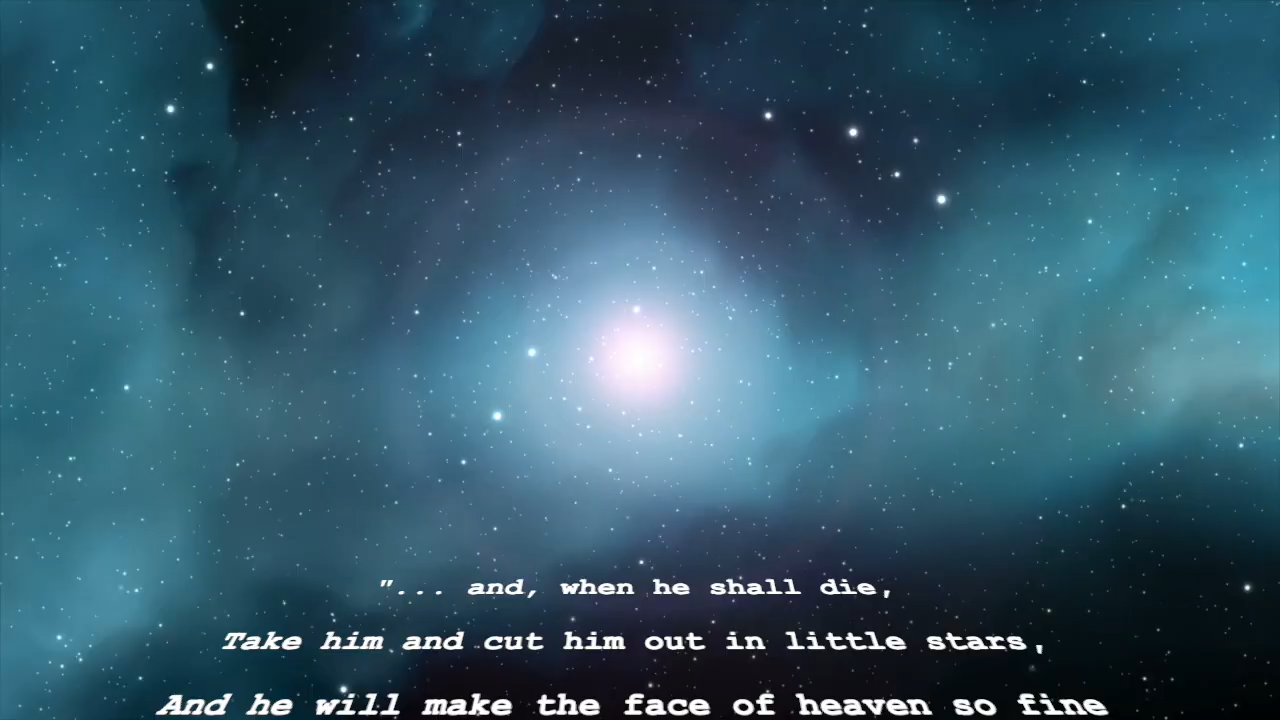 "... and, when he shall die,
Take him and cut him out in little stars,
And he will make the face of heaven so fine